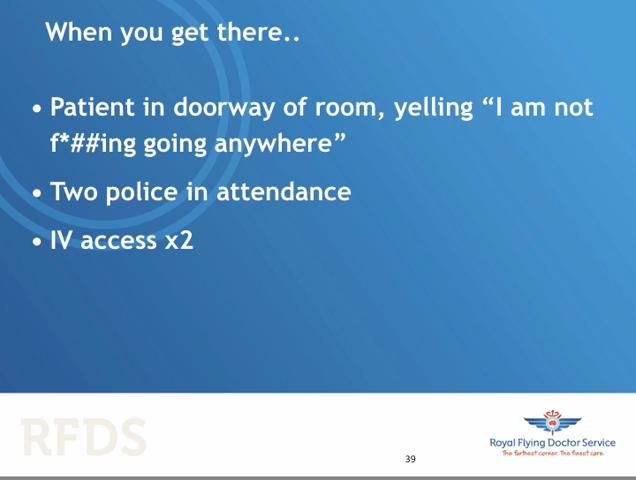 When you get there..
• Patient in doorway of room, yelling “I am not
f*##ing going anywhere”
• Two police in attendance
• IV access x2
RFDS
Royal Flying Doctor Service
The furthest corner. The finest care.
39